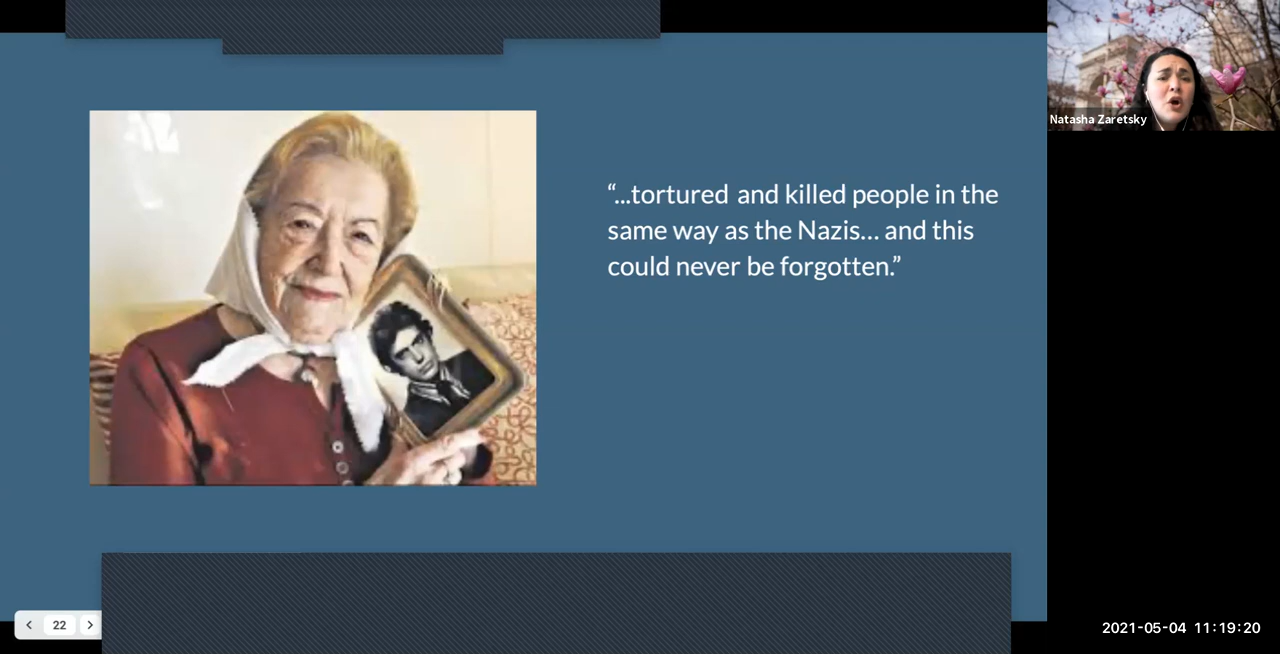 Natasha Zaretsky
“...tortured and killed people in the
same way as the Nazis... and this
could never be forgotten.”
22
2021-05-04 11:19:20